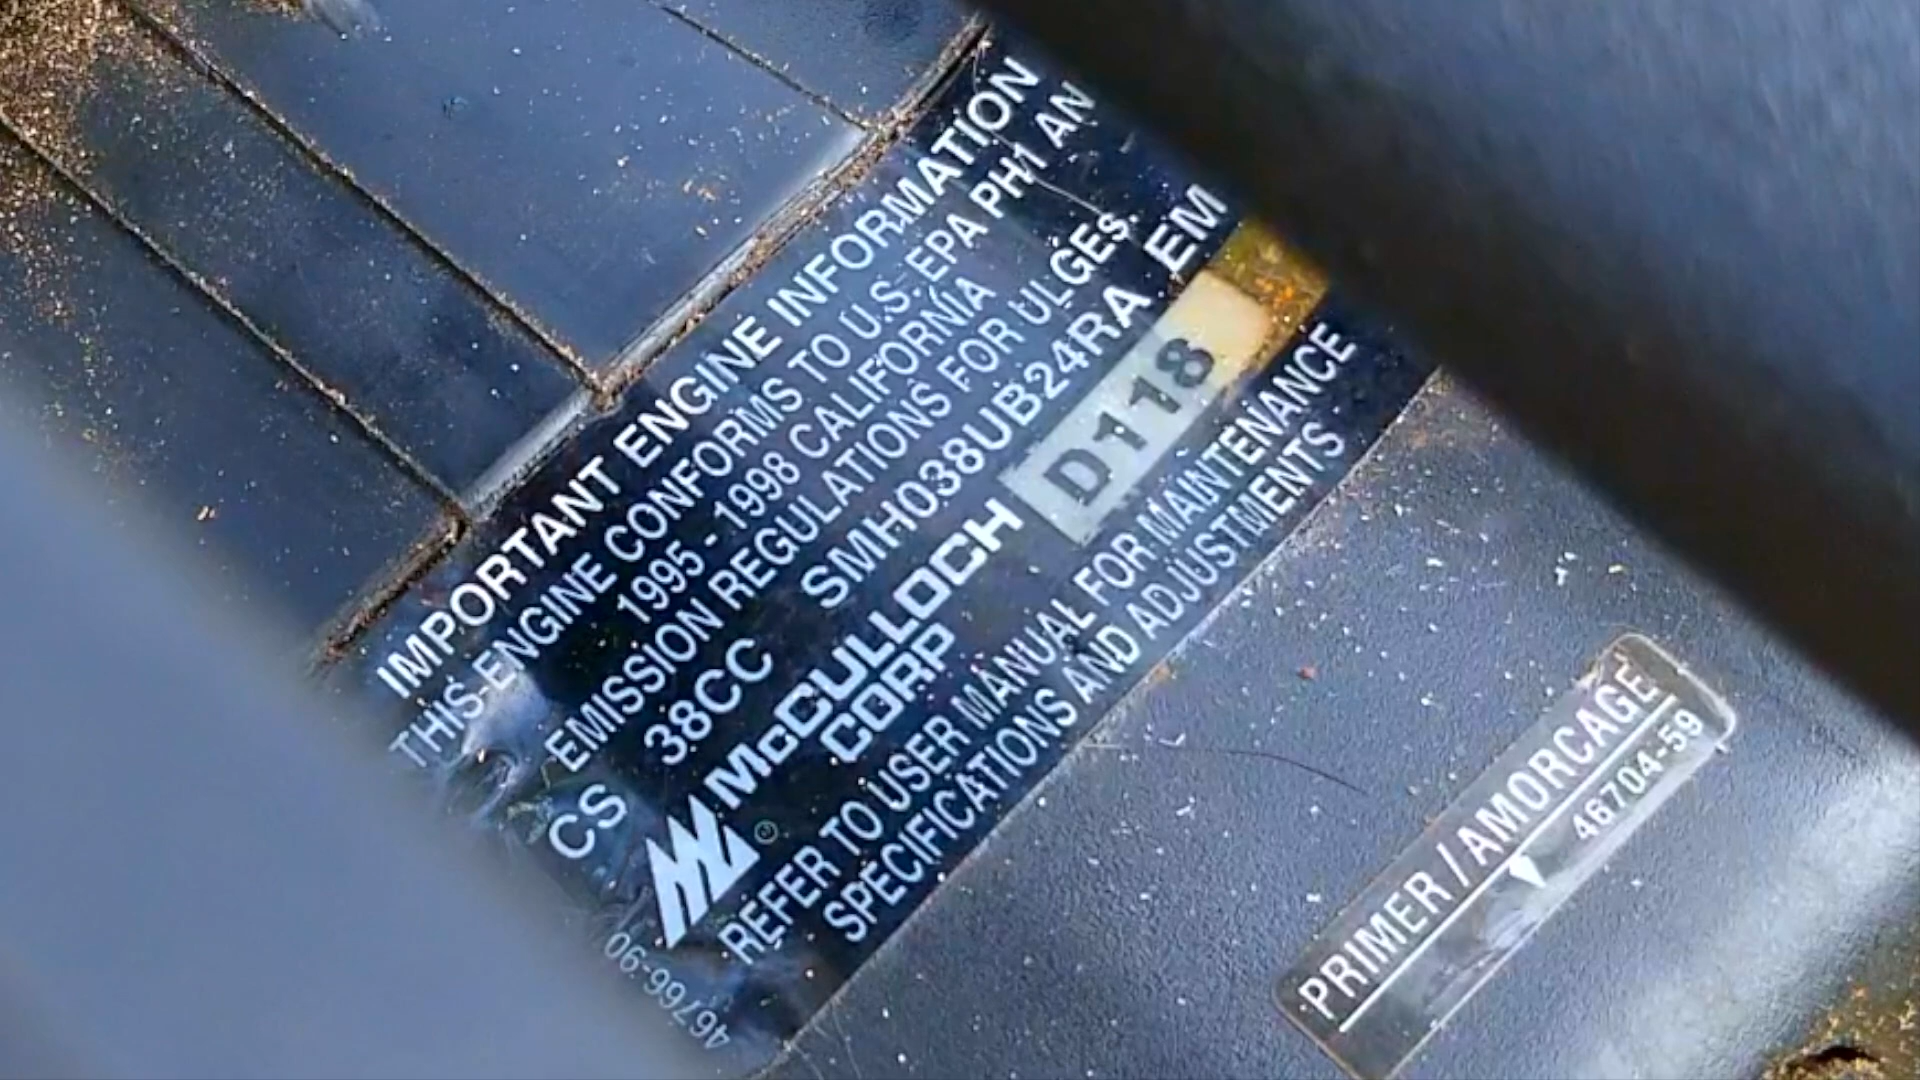 IMPORTANT ENGINE INFORMATION
THIS ENGINE CONFORMS TO U.S. EPA PH1 AN
1995 - 1998 CALIFORNIA
EMISSION REGULATIONS FOR ULGEs.
CS 38CC SMH038UB24RA EM
McCULLOCH
CORP
D118
®
REFER TO USER MANUAL FOR MAINTENANCE
SPECIFICATIONS AND ADJUSTMENTS
46766-90
PRIMER / AMORCAGE
46704-59